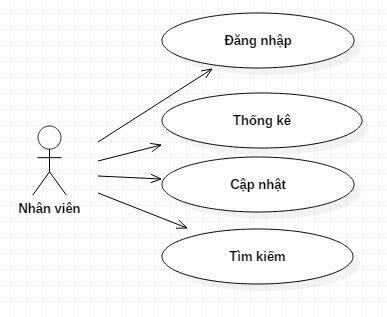 Đăng nhập
Thống kê
Cập nhật
Nhân viên
Tìm kiếm